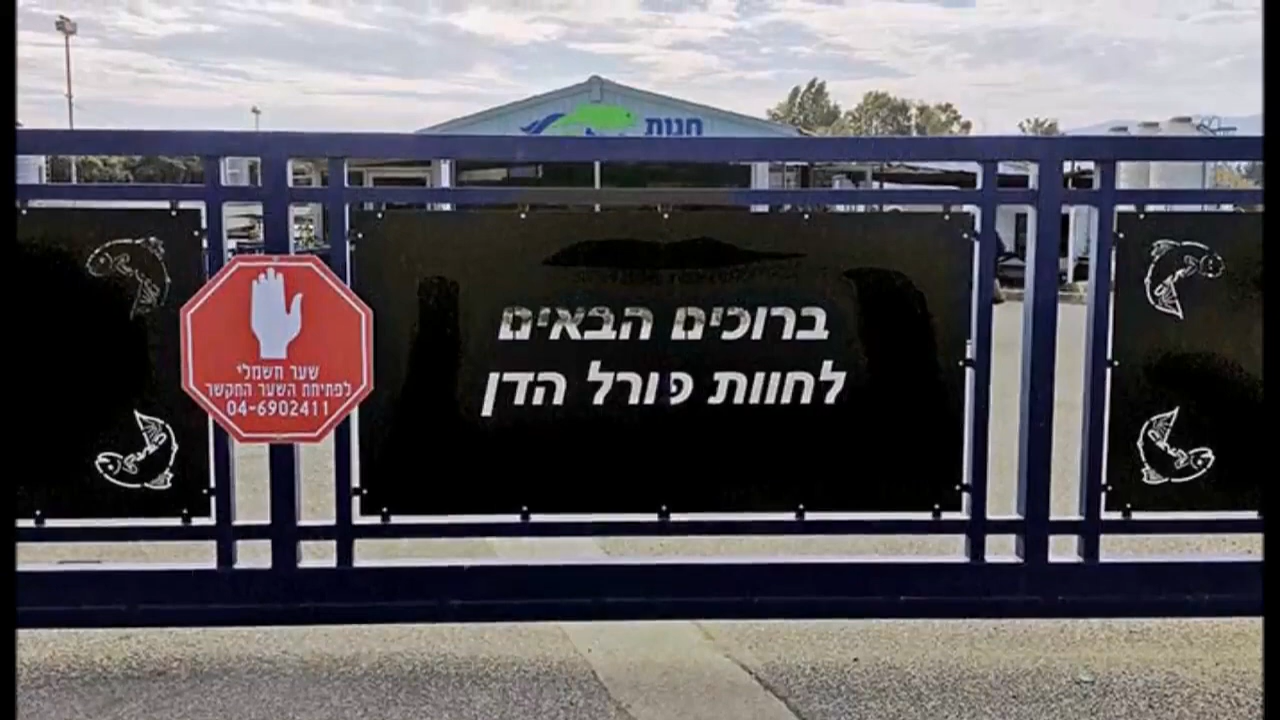 חנות
ברוכים הבאים
לחוות פורל הדן
שער חשמלי
לפתיחת השער התקשר
04-6902411